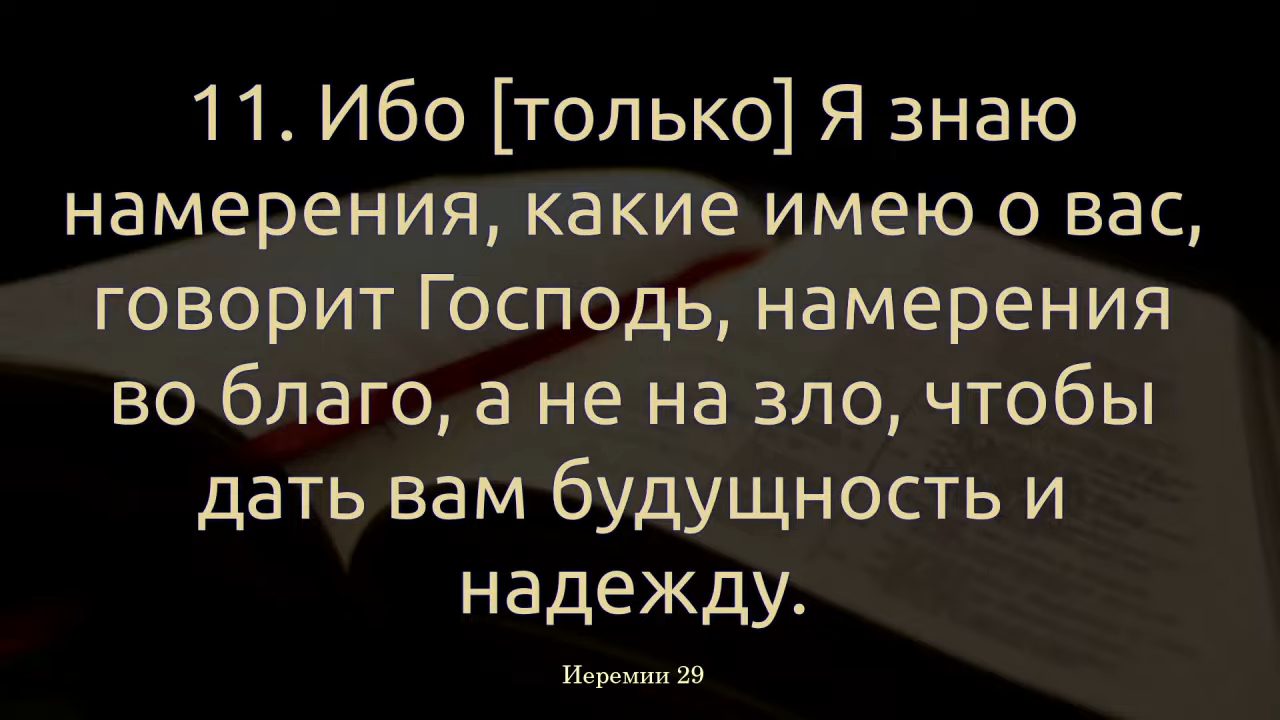 11. Ибо [только] Я знаю
намерения, какие имею о вас,
говорит Господь, намерения
во благо, а не на зло, чтобы
дать вам будущность и
надежду.
Иеремии 29